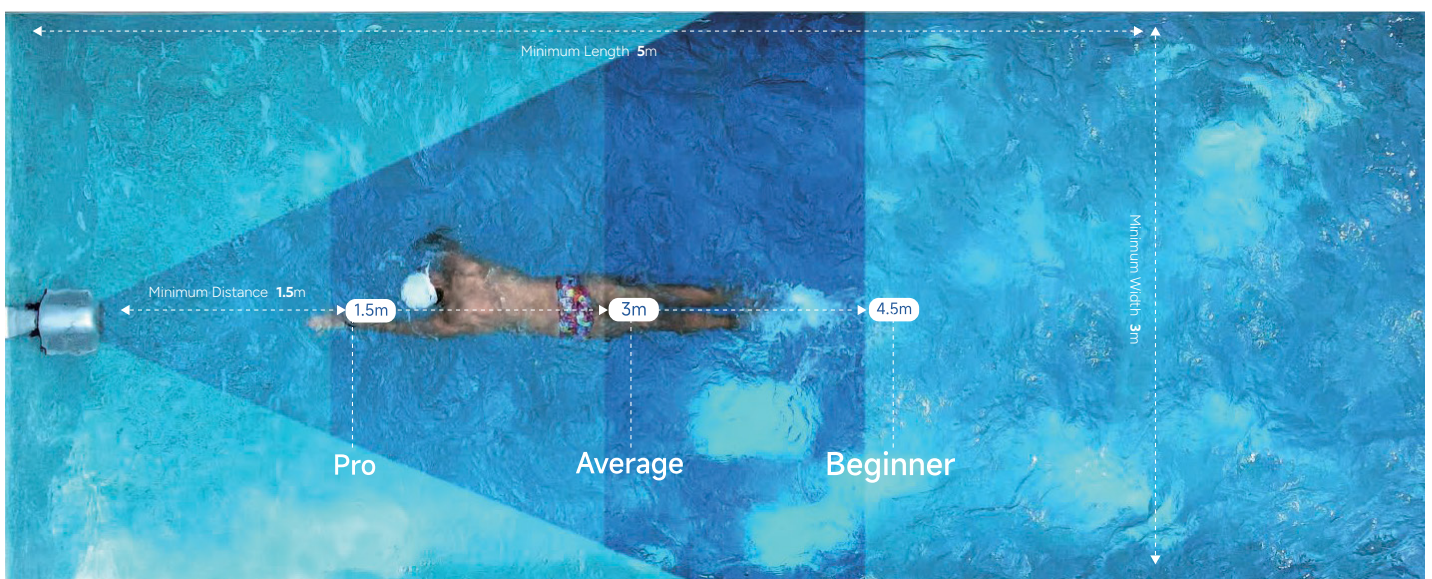 Minimum Length 5m
Minimum Width 3m
Minimum Distance 1.5m
1.5m
3m
4.5m
Pro
Average
Beginner